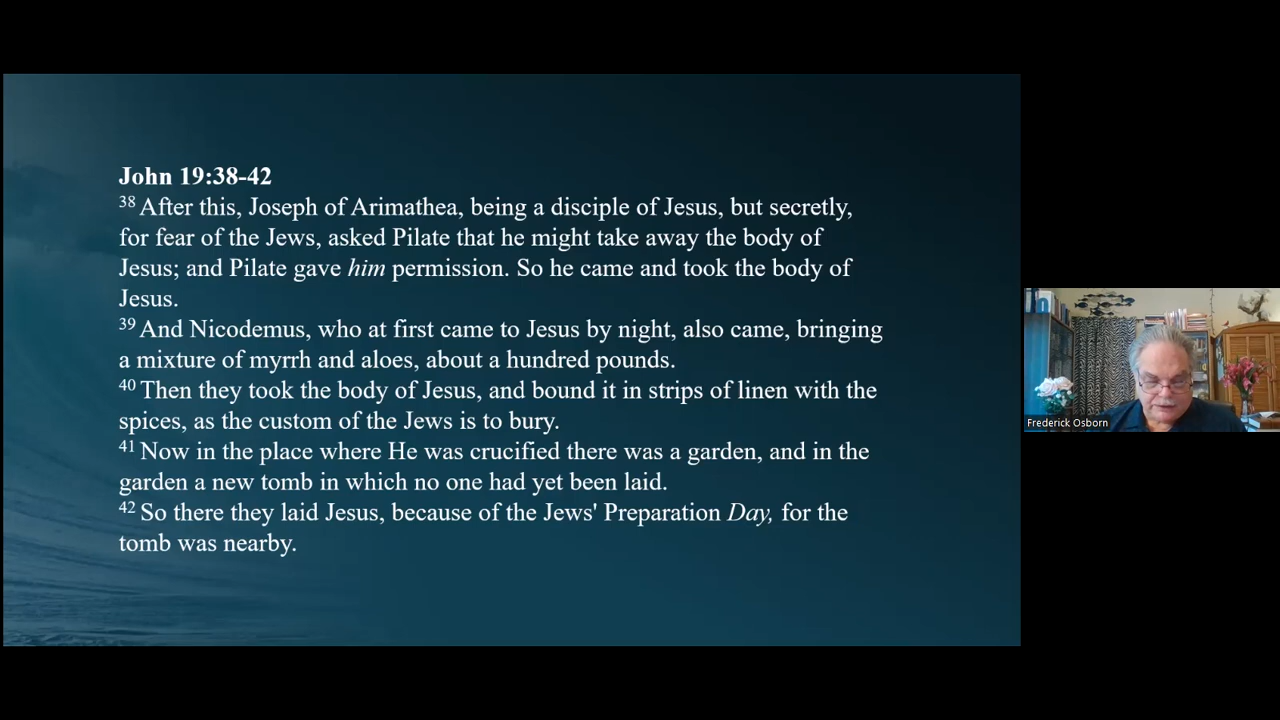 John 19:38-42
38 After this, Joseph of Arimathea, being a disciple of Jesus, but secretly,
for fear of the Jews, asked Pilate that he might take away the body of
Jesus; and Pilate gave him permission. So he came and took the body of
Jesus.
39 And Nicodemus, who at first came to Jesus by night, also came, bringing
a mixture of myrrh and aloes, about a hundred pounds.
40 Then they took the body of Jesus, and bound it in strips of linen with the
spices, as the custom of the Jews is to bury.
41 Now in the place where He was crucified there was a garden, and in the
garden a new tomb in which no one had yet been laid.
42 So there they laid Jesus, because of the Jews' Preparation Day, for the
tomb was nearby.
Frederick Osborn